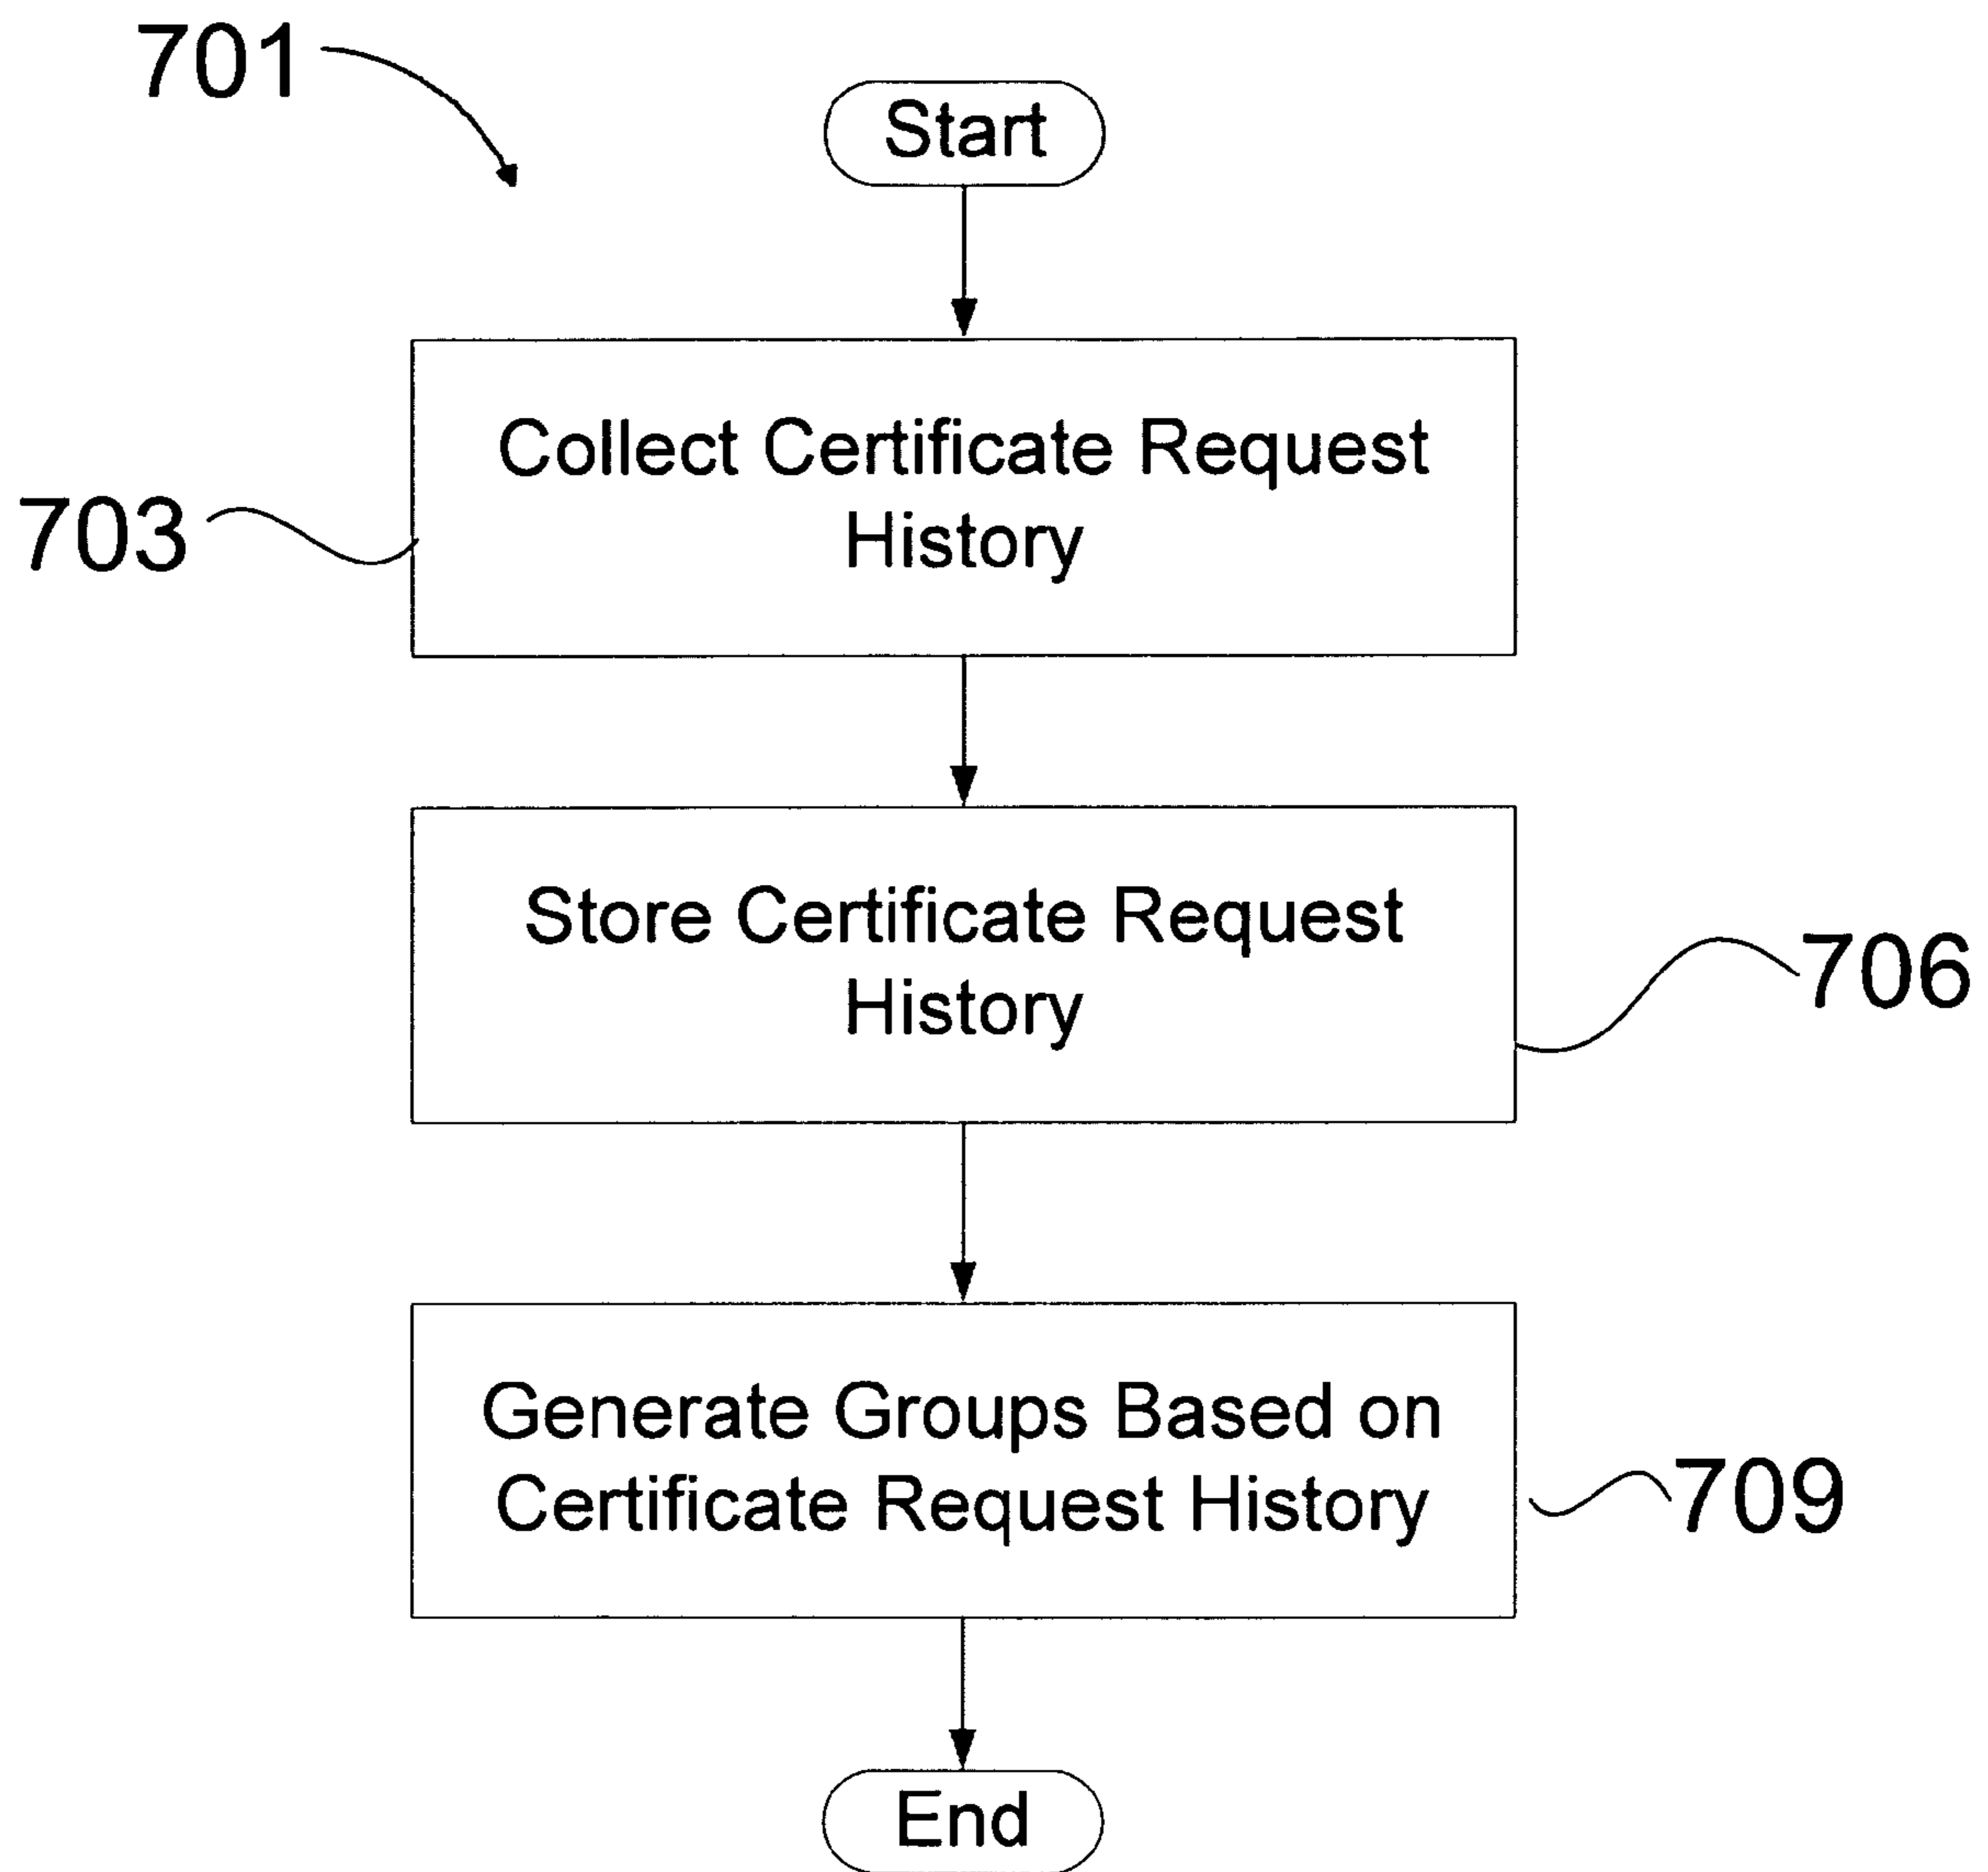 701
Start
Collect Certificate Request
History
703
Store Certificate Request
History
706
Generate Groups Based on
Certificate Request History
709
End